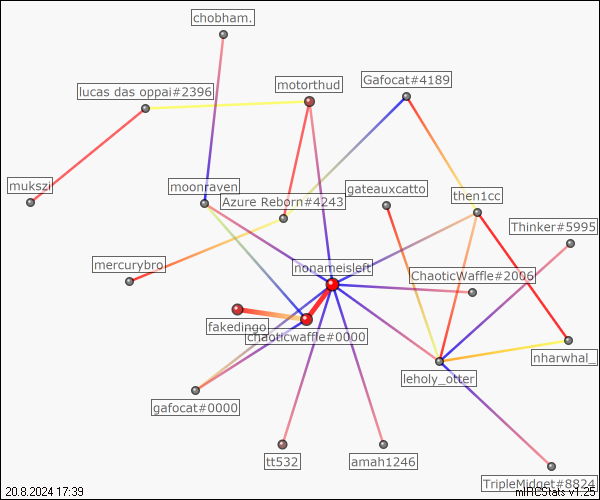 chobham.
Gafocat#4189
motorthud
lucas das oppai#2396
mukszi
moonraven
gateauxcatto
then1cc
Azure Reborn#4243
Thinker#5995
mercurybro
nonameisleft
ChaoticWaffle#2006
fakedingo
chaoticwaffle#0000
nharwhal_
leholy_otter
gafocat#0000
tt532
amah1246
TripleMidget#8824
20.8.2024 17:39
mIRCStats v1.25